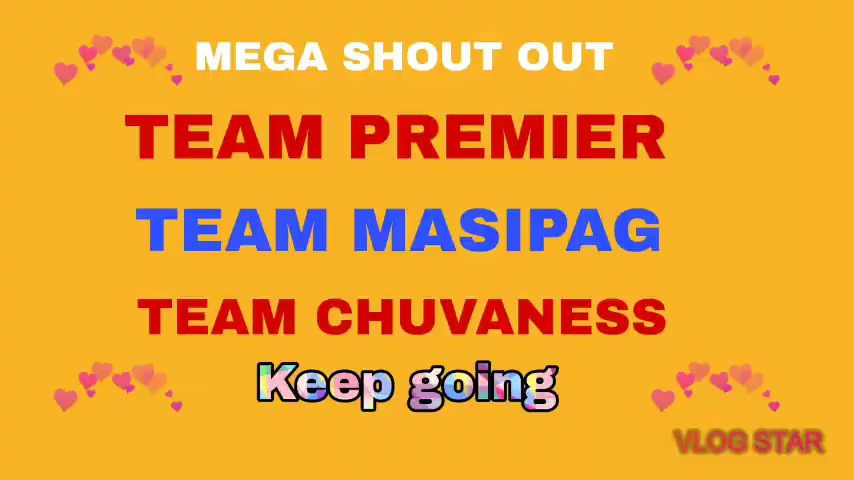 MEGA SHOUT OUT
TEAM PREMIER
TEAM MASIPAG
TEAM CHUVANESS
Keep going
VLOG STAR